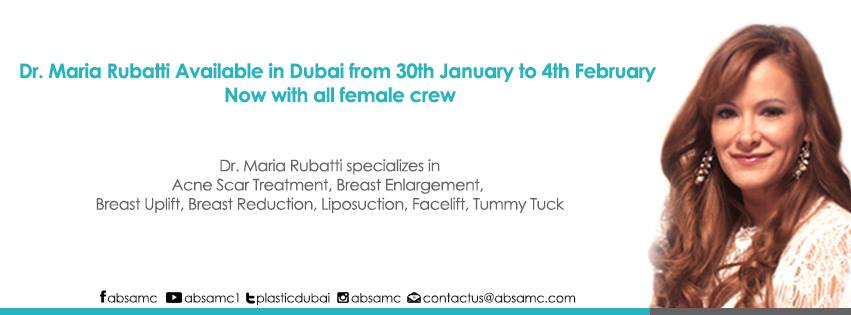 Dr. Maria Rubatti Available in Dubai from 30th January to 4th February
Now with all female crew
Dr. Maria Rubatti specializes in
Acne Scar Treatment, Breast Enlargement,
Breast Uplift, Breast Reduction, Liposuction, Facelift, Tummy Tuck
absamc absamc1 plasticdubai absamc contactus@absamc.com